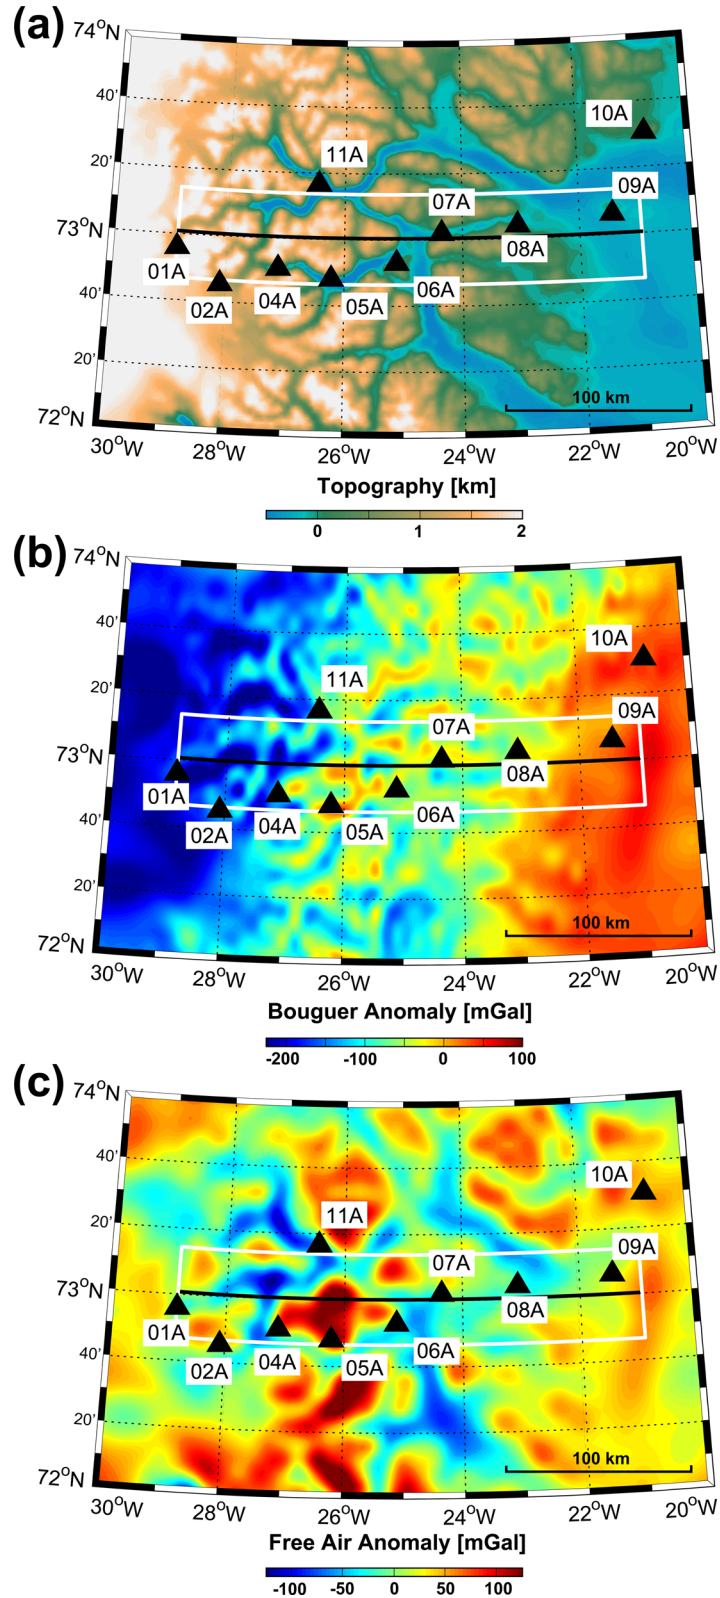 (a)
74°N
40'
10A
11A
20'
09A
07A
73°N
08A
01A
06A
02A 04A 05A
40'
20'
100 km
72°N
30°W 28°W 26°W 24°W 22°W 20°W
Topography [km]
0 1 2
(b)
74°N
40'
10A
11A
20'
09A
07A
73°N
08A
01A
06A
02A 04A 05A
40'
20'
100 km
72°N
30°W 28°W 26°W 24°W 22°W 20°W
Bouguer Anomaly [mGal]
-200 -100 0 100
(c)
74°N
40'
10A
11A
20'
09A
07A
73°N
08A
01A
06A
02A 04A 05A
40'
20'
100 km
72°N
30°W 28°W 26°W 24°W 22°W 20°W
Free Air Anomaly [mGal]
-100 -50 0 50 100